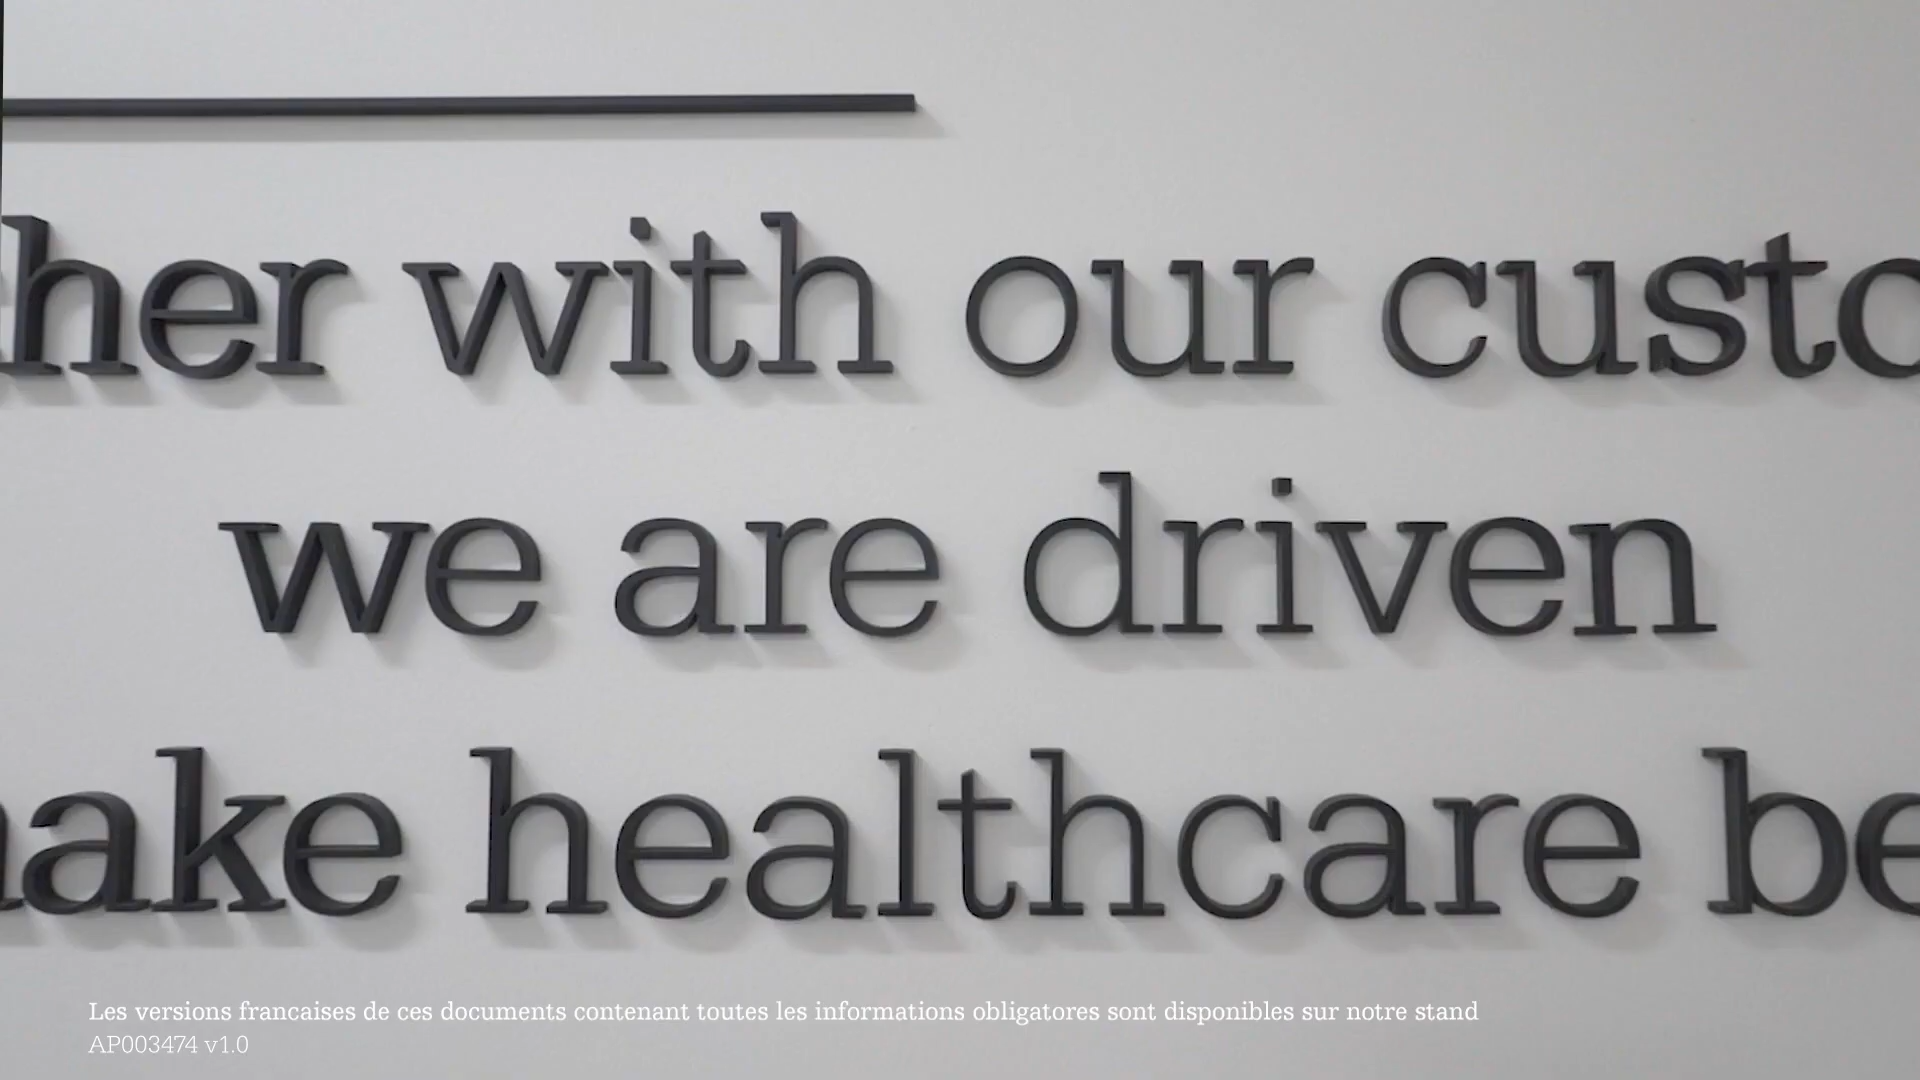 her with our custo
we are driven
ake healthcare be
Les versions francaises de ces documents contenant toutes les informations obligatores sont disponibles sur notre stand
AP003474 v1.0